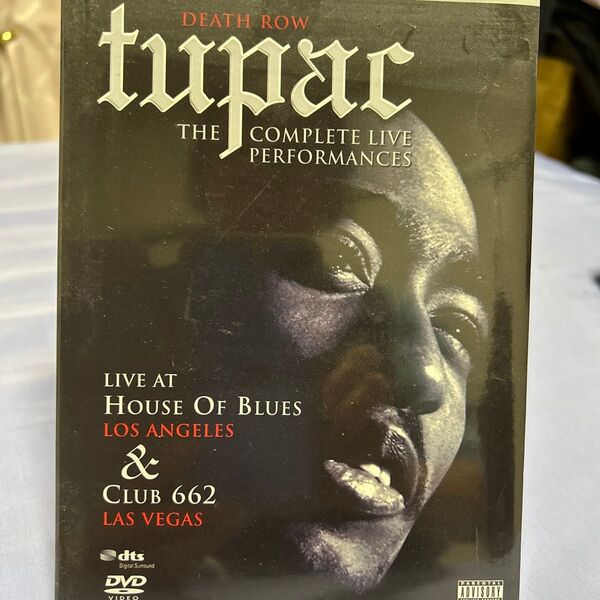 DEATH ROW
tupac
THE COMPLETE LIVE
PERFORMANCES
LIVE AT
HOUSE OF BLUES
LOS ANGELES
&
CLUB 662
LAS VEGAS
dts
Digital Surround
DVD
VIDEO
PARENTAL
ADVISORY